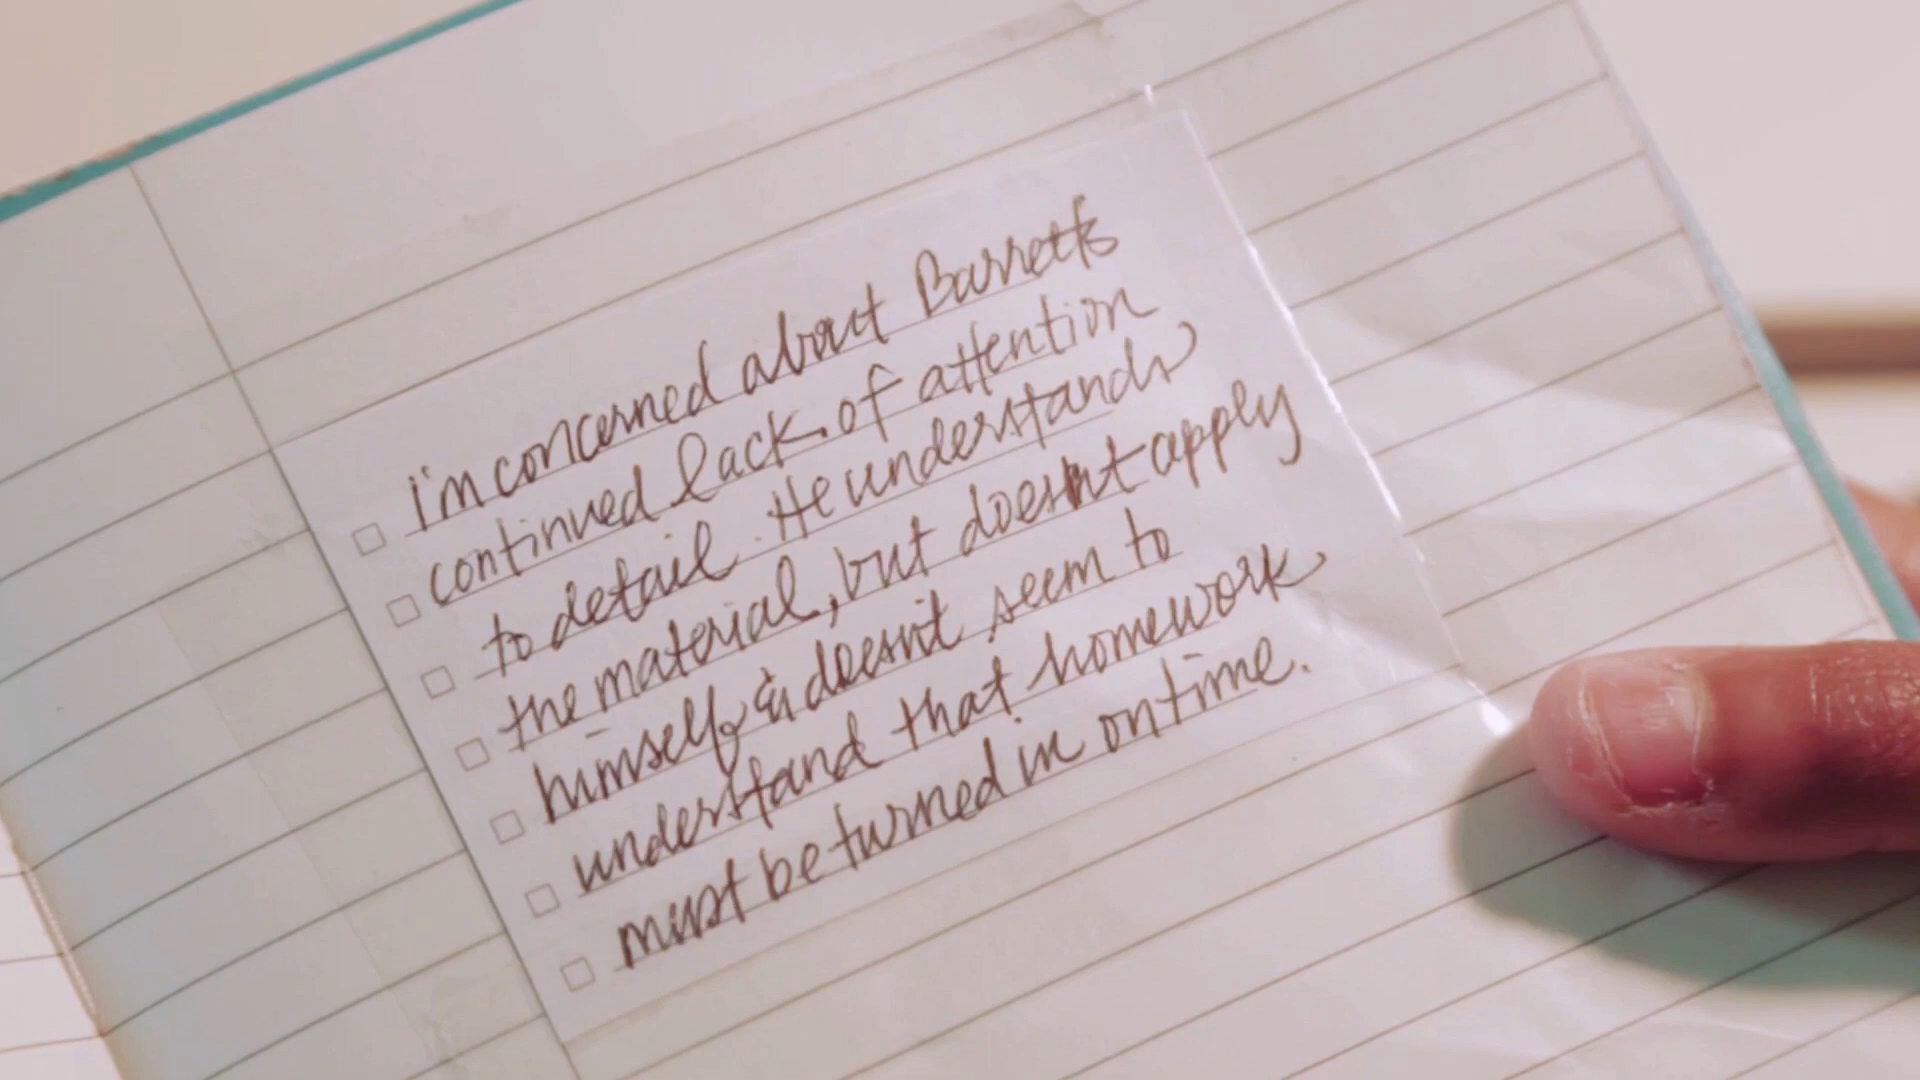 i'm concerned about Barretts
continued lack of attention
to detail. He understands
the material, but doesn't apply
himself & doesn't seem to
understand that homework
must be turned in on time.